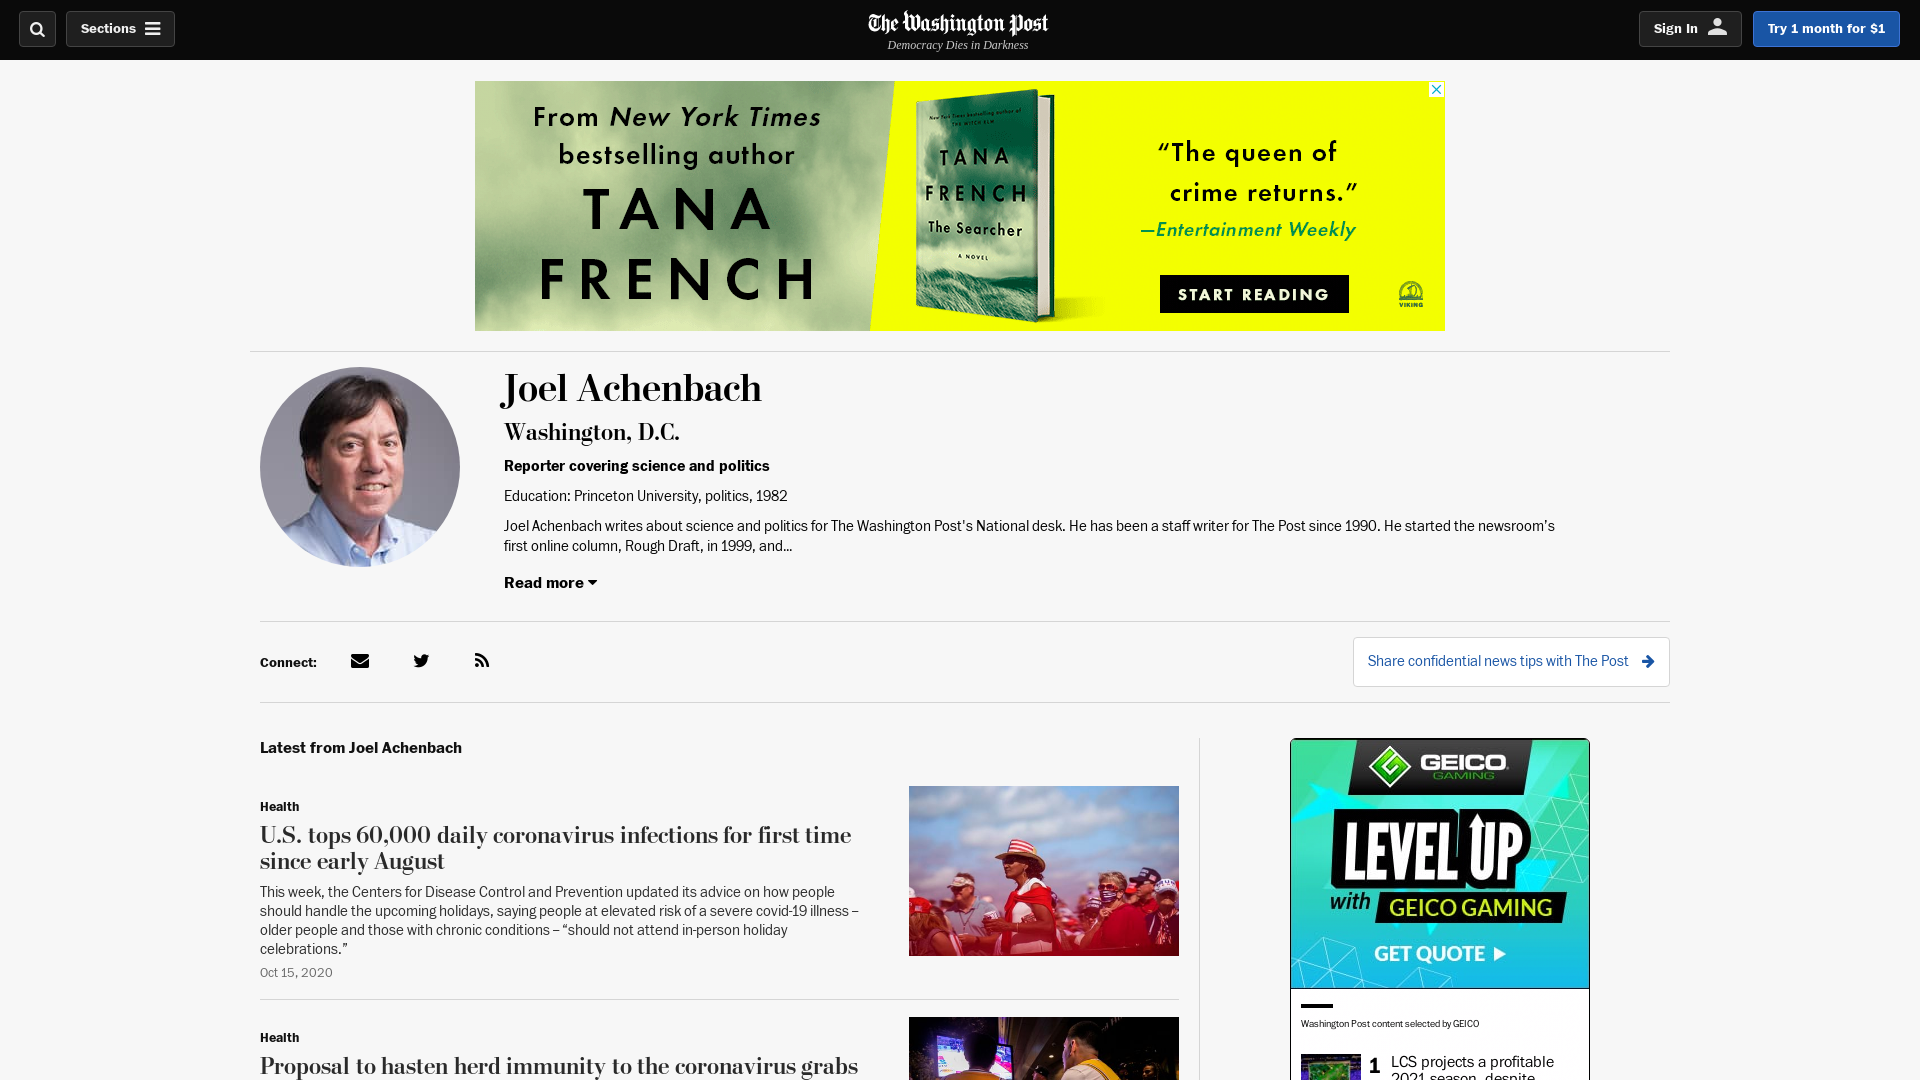 Sections
The Washington Post
Democracy Dies in Darkness
Sign In
Try 1 month for $1
From New York Times
bestselling author
TANA
FRENCH
TANA
FRENCH
The Searcher
A NOVEL
“The queen of
crime returns.”
—Entertainment Weekly
START READING
VIKING
Joel Achenbach
Washington, D.C.
Reporter covering science and politics
Education: Princeton University, politics, 1982
Joel Achenbach writes about science and politics for The Washington Post's National desk. He has been a staff writer for The Post since 1990. He started the newsroom’s
first online column, Rough Draft, in 1999, and...
Read more
Connect:
Share confidential news tips with The Post
Latest from Joel Achenbach
Health
U.S. tops 60,000 daily coronavirus infections for first time
since early August
This week, the Centers for Disease Control and Prevention updated its advice on how people
should handle the upcoming holidays, saying people at elevated risk of a severe covid-19 illness –
older people and those with chronic conditions – “should not attend in-person holiday
celebrations.”
Oct 15, 2020
Health
Proposal to hasten herd immunity to the coronavirus grabs
GEICO
GAMING
LEVEL UP
with GEICO GAMING
GET QUOTE
Washington Post content selected by GEICO
1 LCS projects a profitable
2021 season, despite